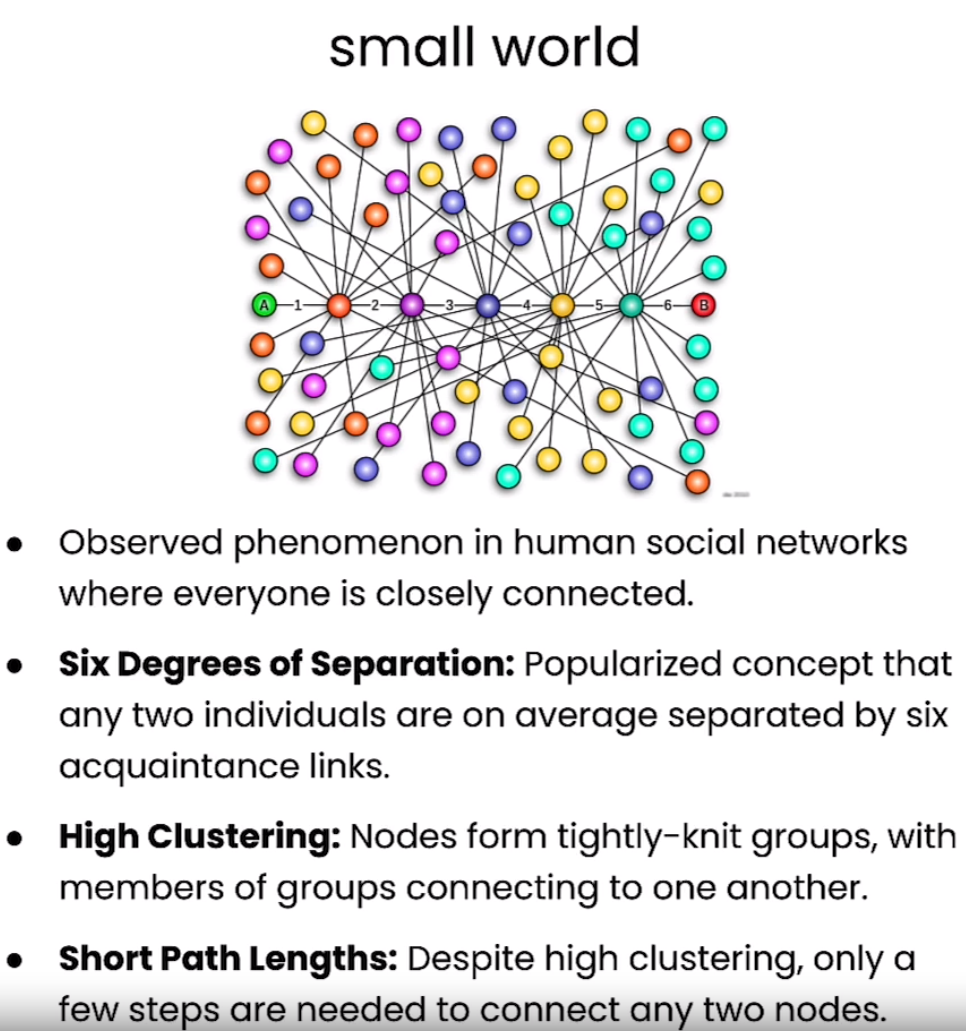 small world
A 1 2 3 4 5 6 B
● Observed phenomenon in human social networks
where everyone is closely connected.
● Six Degrees of Separation: Popularized concept that
any two individuals are on average separated by six
acquaintance links.
● High Clustering: Nodes form tightly-knit groups, with
members of groups connecting to one another.
● Short Path Lengths: Despite high clustering, only a
few steps are needed to connect any two nodes.